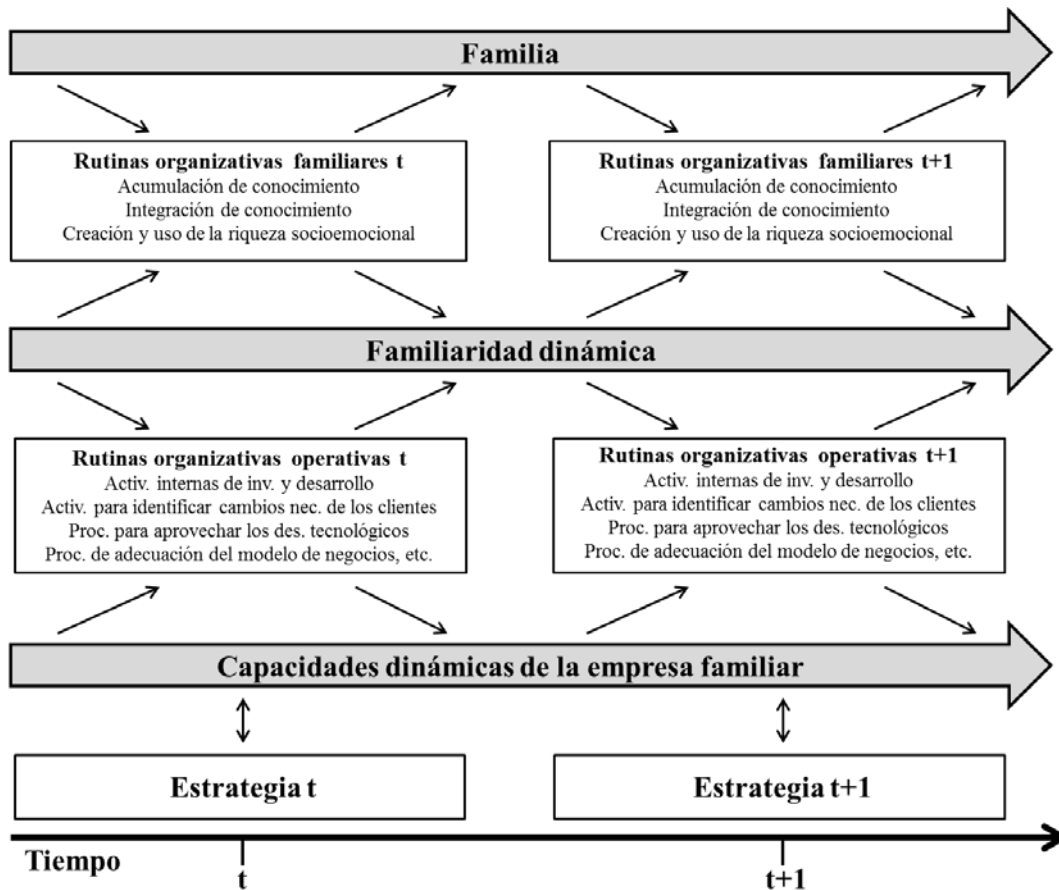 Familia
Rutinas organizativas familiares t
Acumulación de conocimiento
Integración de conocimiento
Creación y uso de la riqueza socioemocional
Rutinas organizativas familiares t+1
Acumulación de conocimiento
Integración de conocimiento
Creación y uso de la riqueza socioemocional
Familiaridad dinámica
Rutinas organizativas operativas t
Activ. internas de inv. y desarrollo
Activ. para identificar cambios nec. de los clientes
Proc. para aprovechar los des. tecnológicos
Proc. de adecuación del modelo de negocios, etc.
Rutinas organizativas operativas t+1
Activ. internas de inv. y desarrollo
Activ. para identificar cambios nec. de los clientes
Proc. para aprovechar los des. tecnológicos
Proc. de adecuación del modelo de negocios, etc.
Capacidades dinámicas de la empresa familiar
Estrategia t
Estrategia t+1
Tiempo
t
t+1